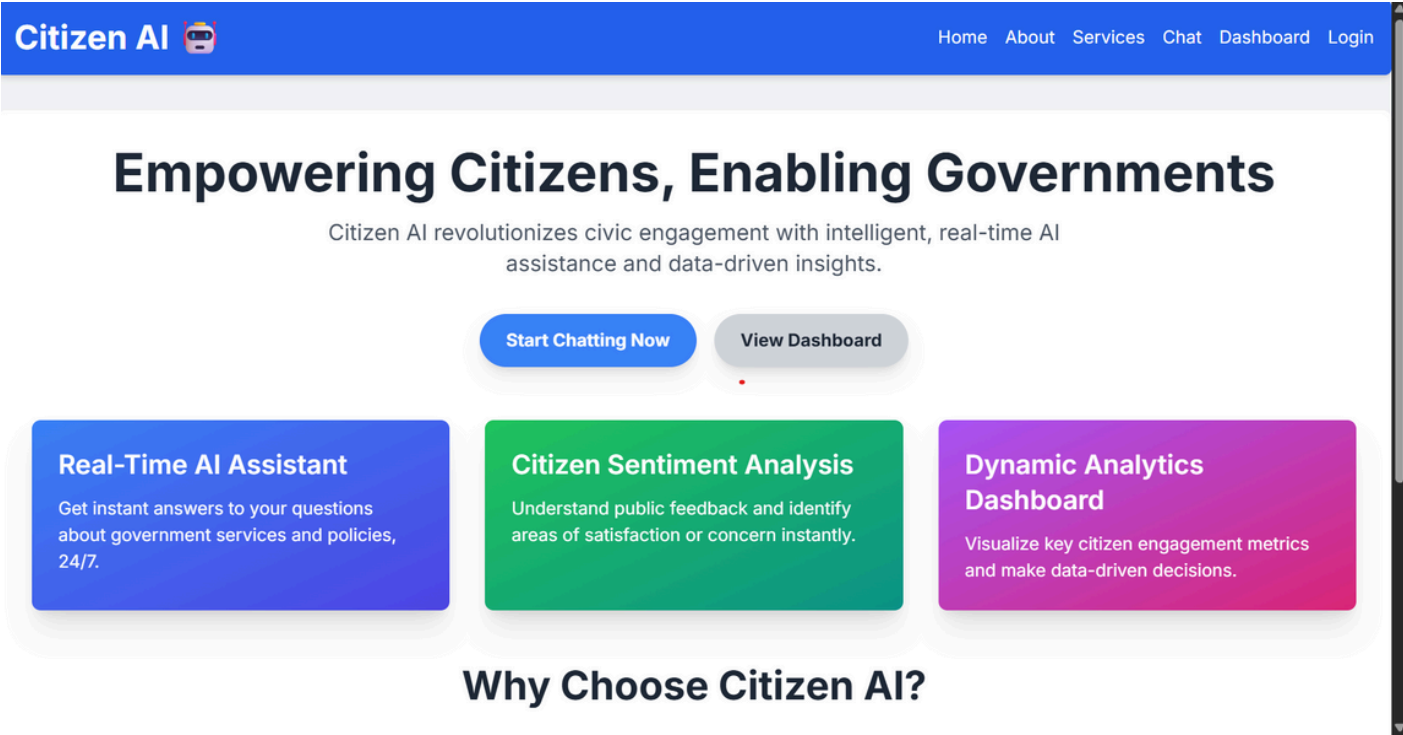 Citizen AI
Home About Services Chat Dashboard Login
Empowering Citizens, Enabling Governments
Citizen AI revolutionizes civic engagement with intelligent, real-time AI
assistance and data-driven insights.
Start Chatting Now
View Dashboard
Real-Time AI Assistant
Get instant answers to your questions
about government services and policies,
24/7.
Citizen Sentiment Analysis
Understand public feedback and identify
areas of satisfaction or concern instantly.
Dynamic Analytics
Dashboard
Visualize key citizen engagement metrics
and make data-driven decisions.
Why Choose Citizen AI?